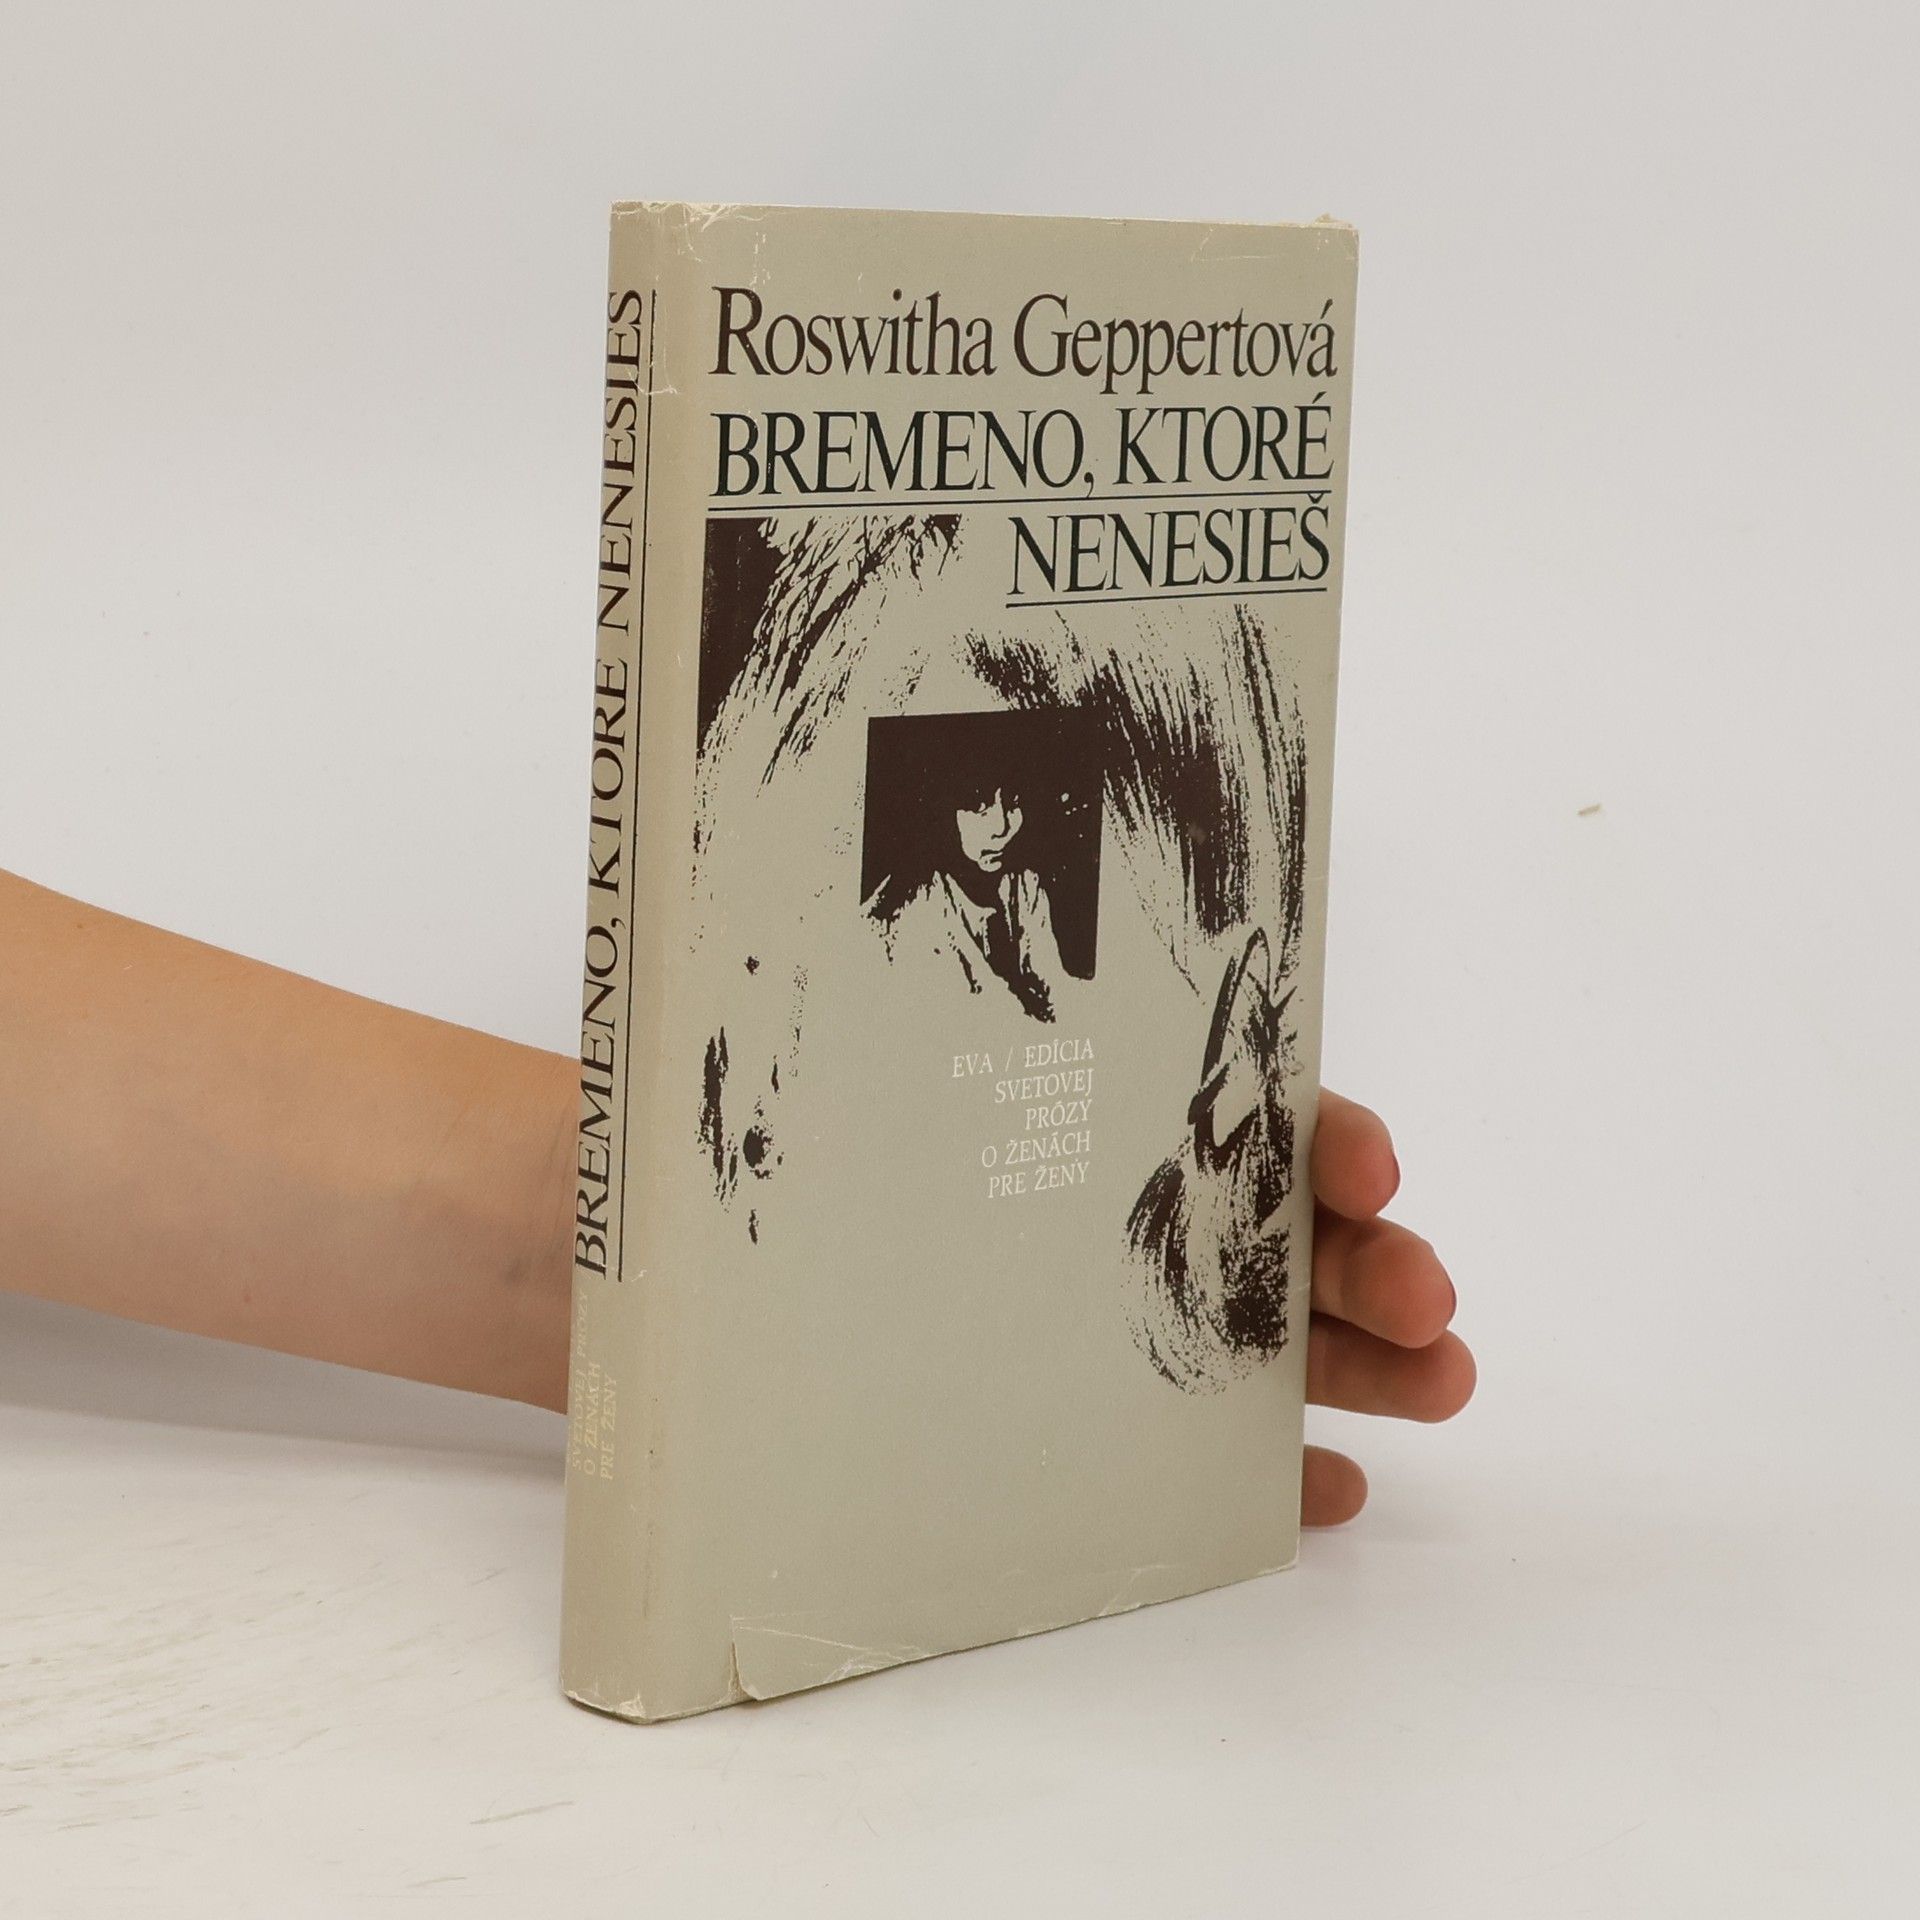 Roswitha Geppertová
BREMENO, KTORÉ
NENESIEŠ
EVA / EDÍCIA
SVETOVEJ
PRÓZY
O ŽENÁCH
PRE ŽENY
BREMENO, KTORÉ NENESIEŠ
SVETOVEJ PRÓZY
O ŽENÁCH
PRE ŽENY